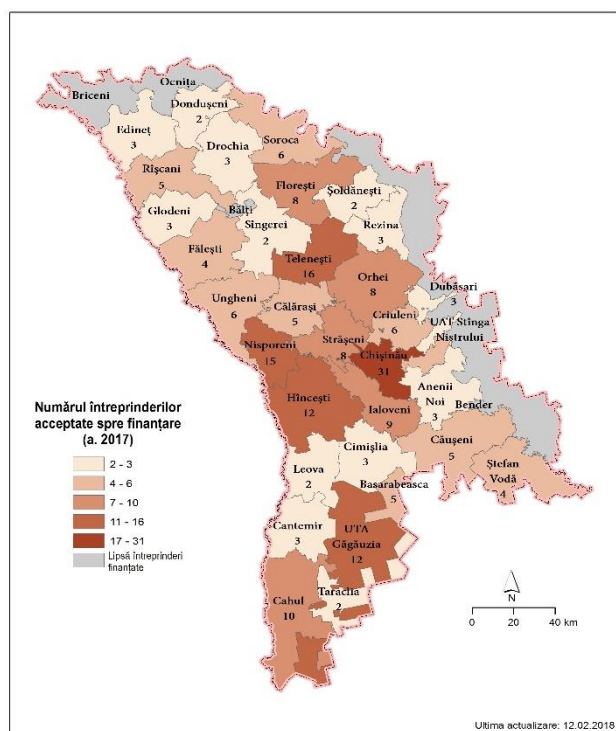 Ocnița
Briceni
Dondușeni
2
Edineț
3
Drochia
3
Soroca
6
Rîșcani
5
Florești
8
Șoldănești
2
Glodeni
3
Bălți
Sîngerei
2
Rezina
3
Fălești
4
Telenești
16
Orhei
8
Dubăsari
3
Ungheni
6
Călărași
5
Criuleni
6
UAT Stînga
Nistrului
Nisporeni
15
Strășeni
8
Chișinău
31
Anenii
Noi
3
Bender
Hîncești
12
Ialoveni
9
Căușeni
5
Ștefan
Vodă
4
Cimișlia
3
Leova
2
Basarabeasca
5
Cantemir
3
UTA
Găgăuzia
12
Taraclia
2
Cahul
10
Numărul întreprinderilor
acceptate spre finanțare
(a. 2017)
2 - 3
4 - 6
7 - 10
11 - 16
17 - 31
Lipsă întreprinderi
finanțate
N
0 20 40 km
Ultima actualizare: 12.02.2018